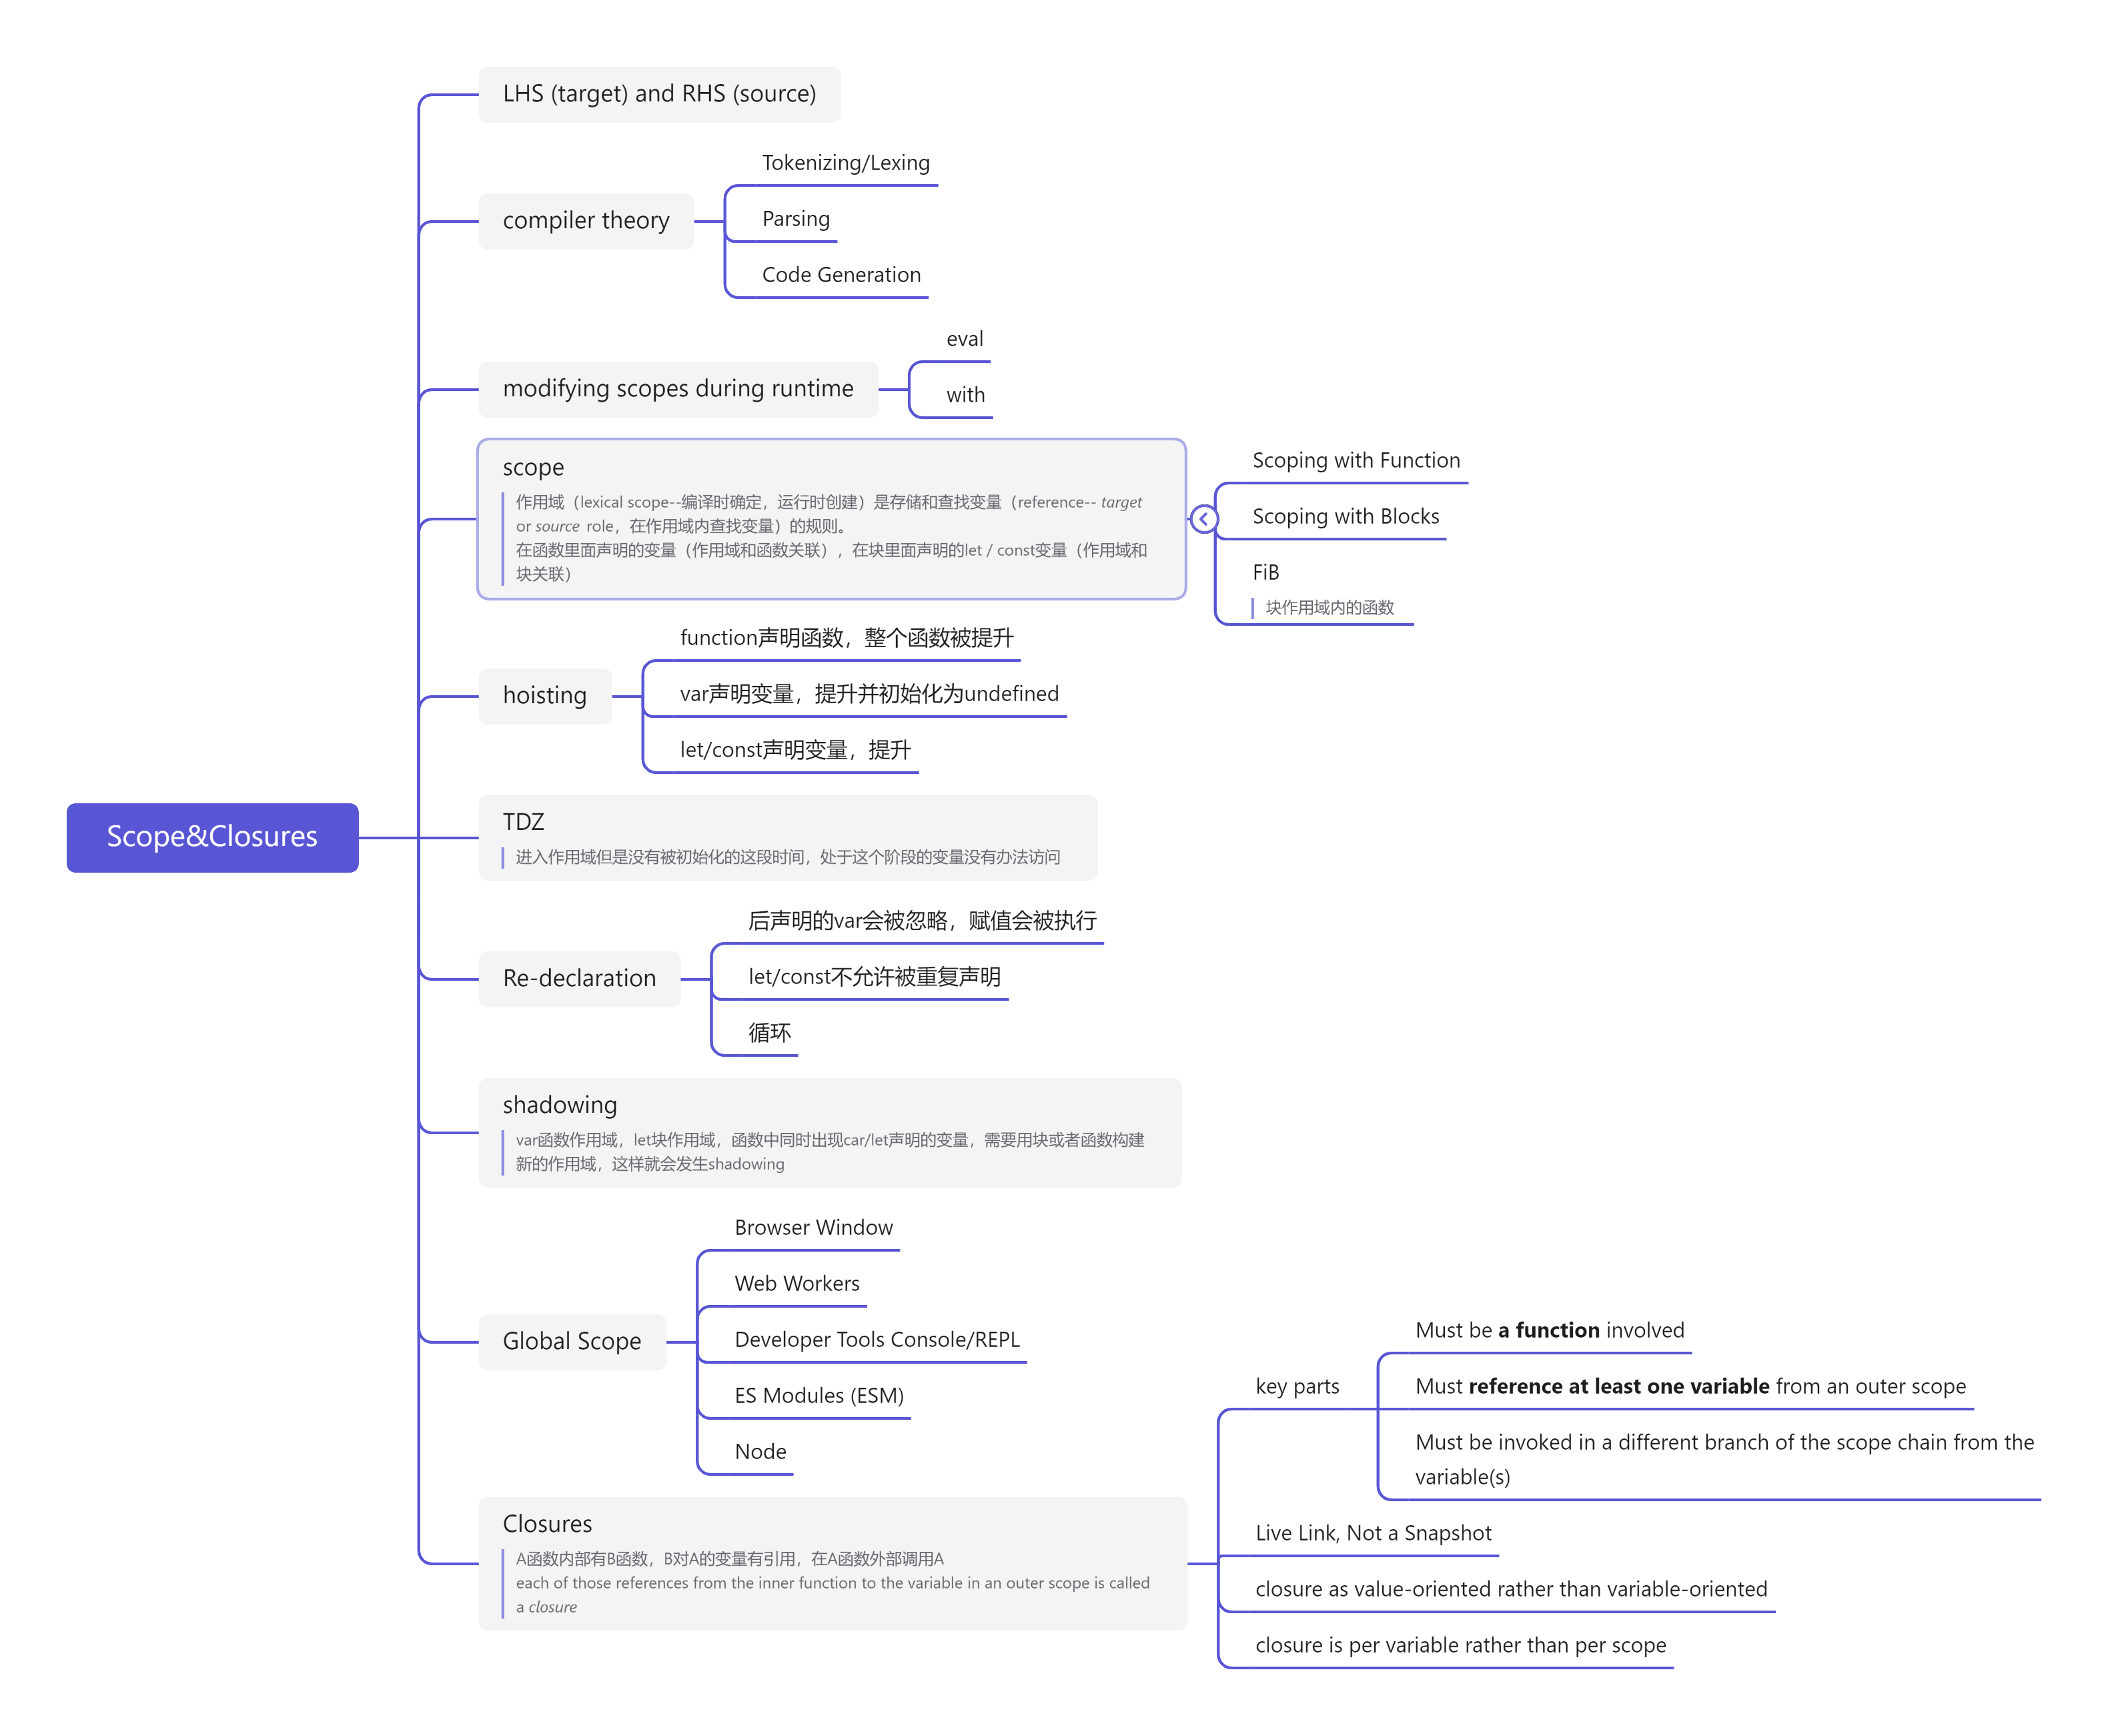 Scope&Closures
LHS (target) and RHS (source)
compiler theory
Tokenizing/Lexing
Parsing
Code Generation
modifying scopes during runtime
eval
with
scope
作用域（lexical scope--编译时确定，运行时创建）是存储和查找变量（reference-- target
or source role，在作用域内查找变量）的规则。
在函数里面声明的变量（作用域和函数关联），在块里面声明的let / const变量（作用域和
块关联）
Scoping with Function
Scoping with Blocks
FiB
块作用域内的函数
hoisting
function声明函数，整个函数被提升
var声明变量，提升并初始化为undefined
let/const声明变量，提升
TDZ
进入作用域但是没有被初始化的这段时间，处于这个阶段的变量没有办法访问
Re-declaration
后声明的var会被忽略，赋值会被执行
let/const不允许被重复声明
循环
shadowing
var函数作用域，let块作用域，函数中同时出现car/let声明的变量，需要用块或者函数构建
新的作用域，这样就会发生shadowing
Global Scope
Browser Window
Web Workers
Developer Tools Console/REPL
ES Modules (ESM)
Node
Closures
A函数内部有B函数，B对A的变量有引用，在A函数外部调用A
each of those references from the inner function to the variable in an outer scope is called
a closure
key parts
Must be a function involved
Must reference at least one variable from an outer scope
Must be invoked in a different branch of the scope chain from the
variable(s)
Live Link, Not a Snapshot
closure as value-oriented rather than variable-oriented
closure is per variable rather than per scope